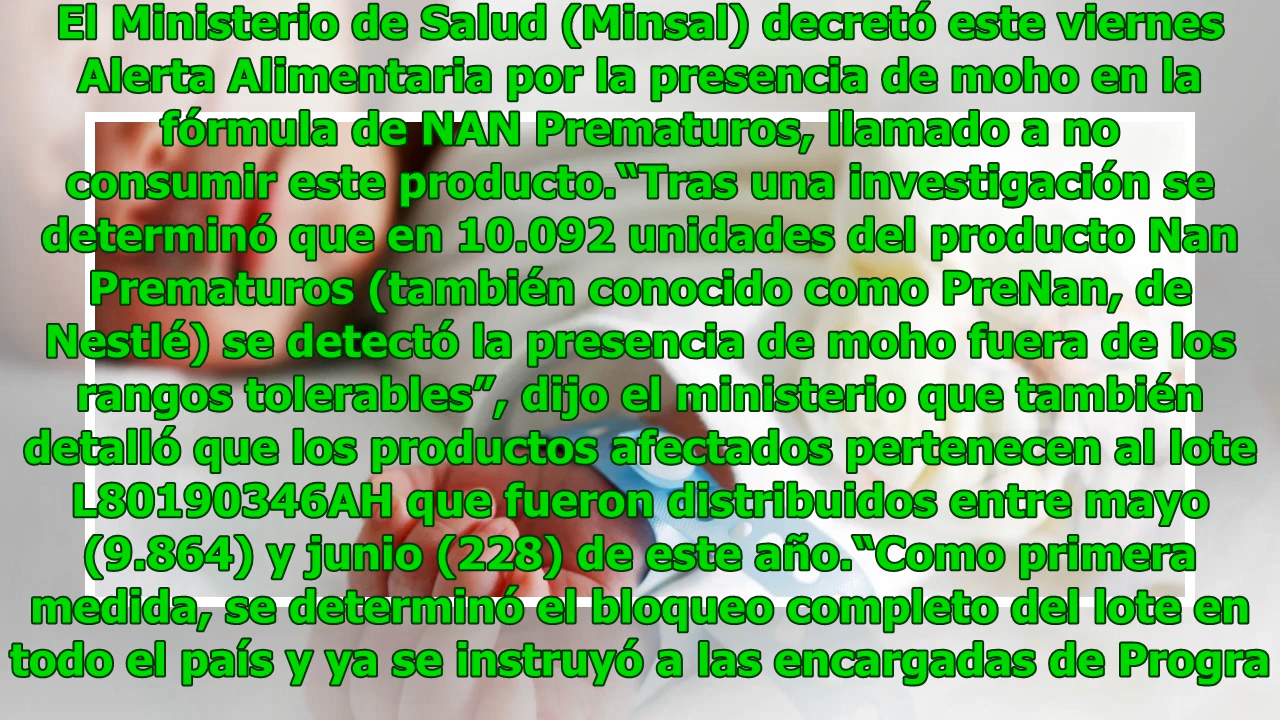 El Ministerio de Salud (Minsal) decretó este viernes
Alerta Alimentaria por la presencia de moho en la
fórmula de NAN Prematuros, llamado a no
consumir este producto.“Tras una investigación se
determinó que en 10.092 unidades del producto Nan
Prematuros (también conocido como PreNan, de
Nestlé) se detectó la presencia de moho fuera de los
rangos tolerables”, dijo el ministerio que también
detalló que los productos afectados pertenecen al lote
L80190346AH que fueron distribuidos entre mayo
(9.864) y junio (228) de este año.“Como primera
medida, se determinó el bloqueo completo del lote en
todo el país y ya se instruyó a las encargadas de Progra